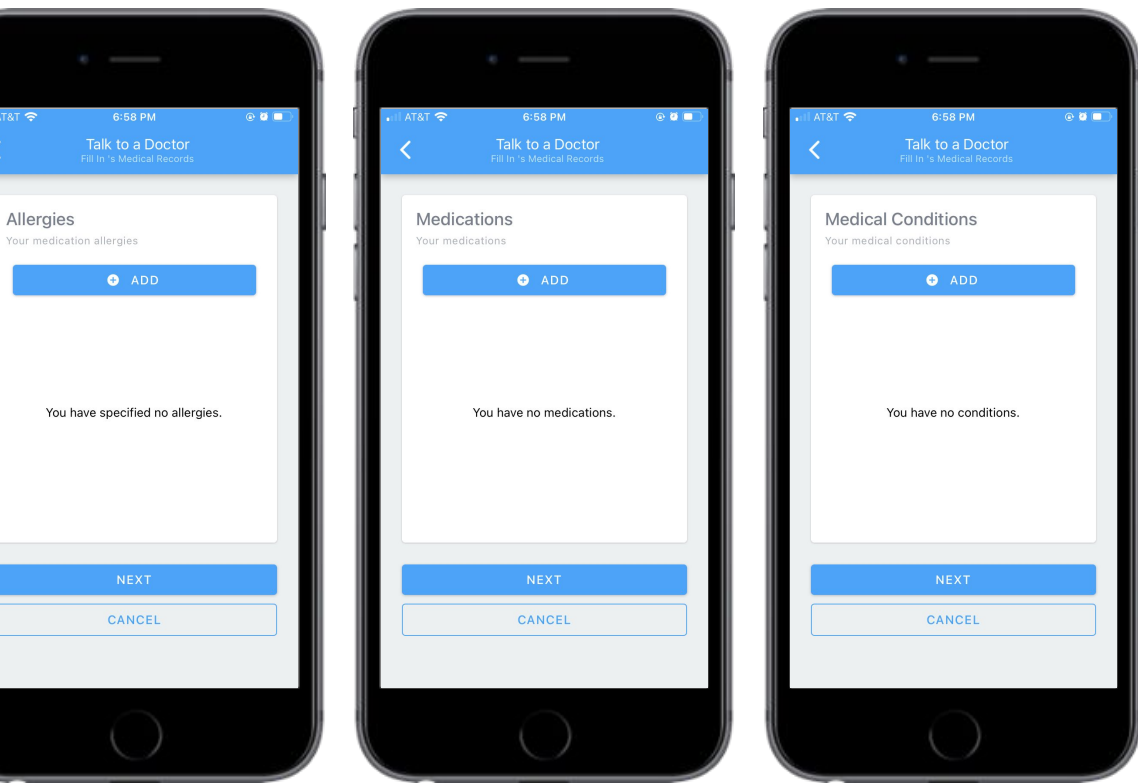 AT&T 6:58 PM
Talk to a Doctor
Fill In 's Medical Records
Allergies
Your medication allergies
ADD
You have specified no allergies.
NEXT
CANCEL
AT&T 6:58 PM
Talk to a Doctor
Fill In 's Medical Records
Medications
Your medications
ADD
You have no medications.
NEXT
CANCEL
AT&T 6:58 PM
Talk to a Doctor
Fill In 's Medical Records
Medical Conditions
Your medical conditions
ADD
You have no conditions.
NEXT
CANCEL